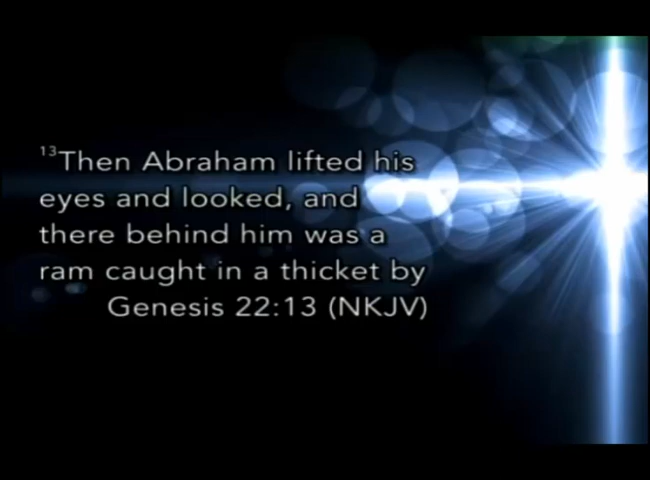 13Then Abraham lifted his
eyes and looked, and
there behind him was a
ram caught in a thicket by
Genesis 22:13 (NKJV)